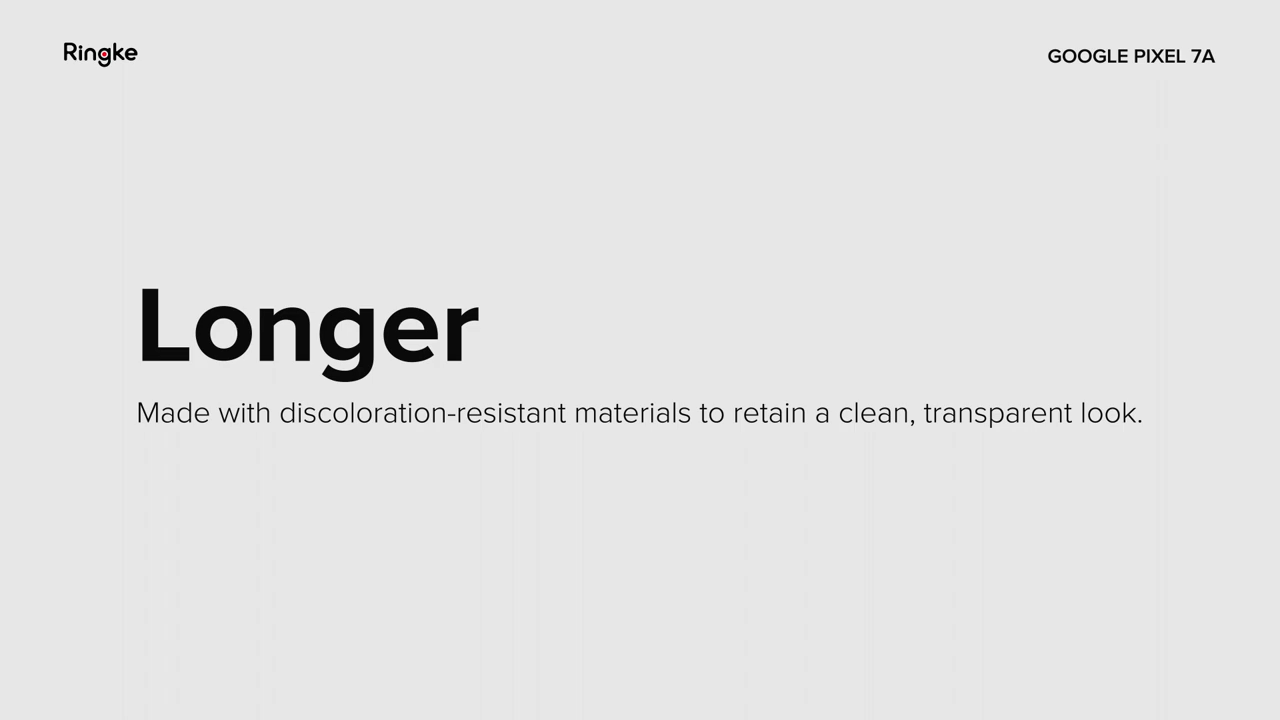 Ringke
GOOGLE PIXEL 7A
Longer
Made with discoloration-resistant materials to retain a clean, transparent look.